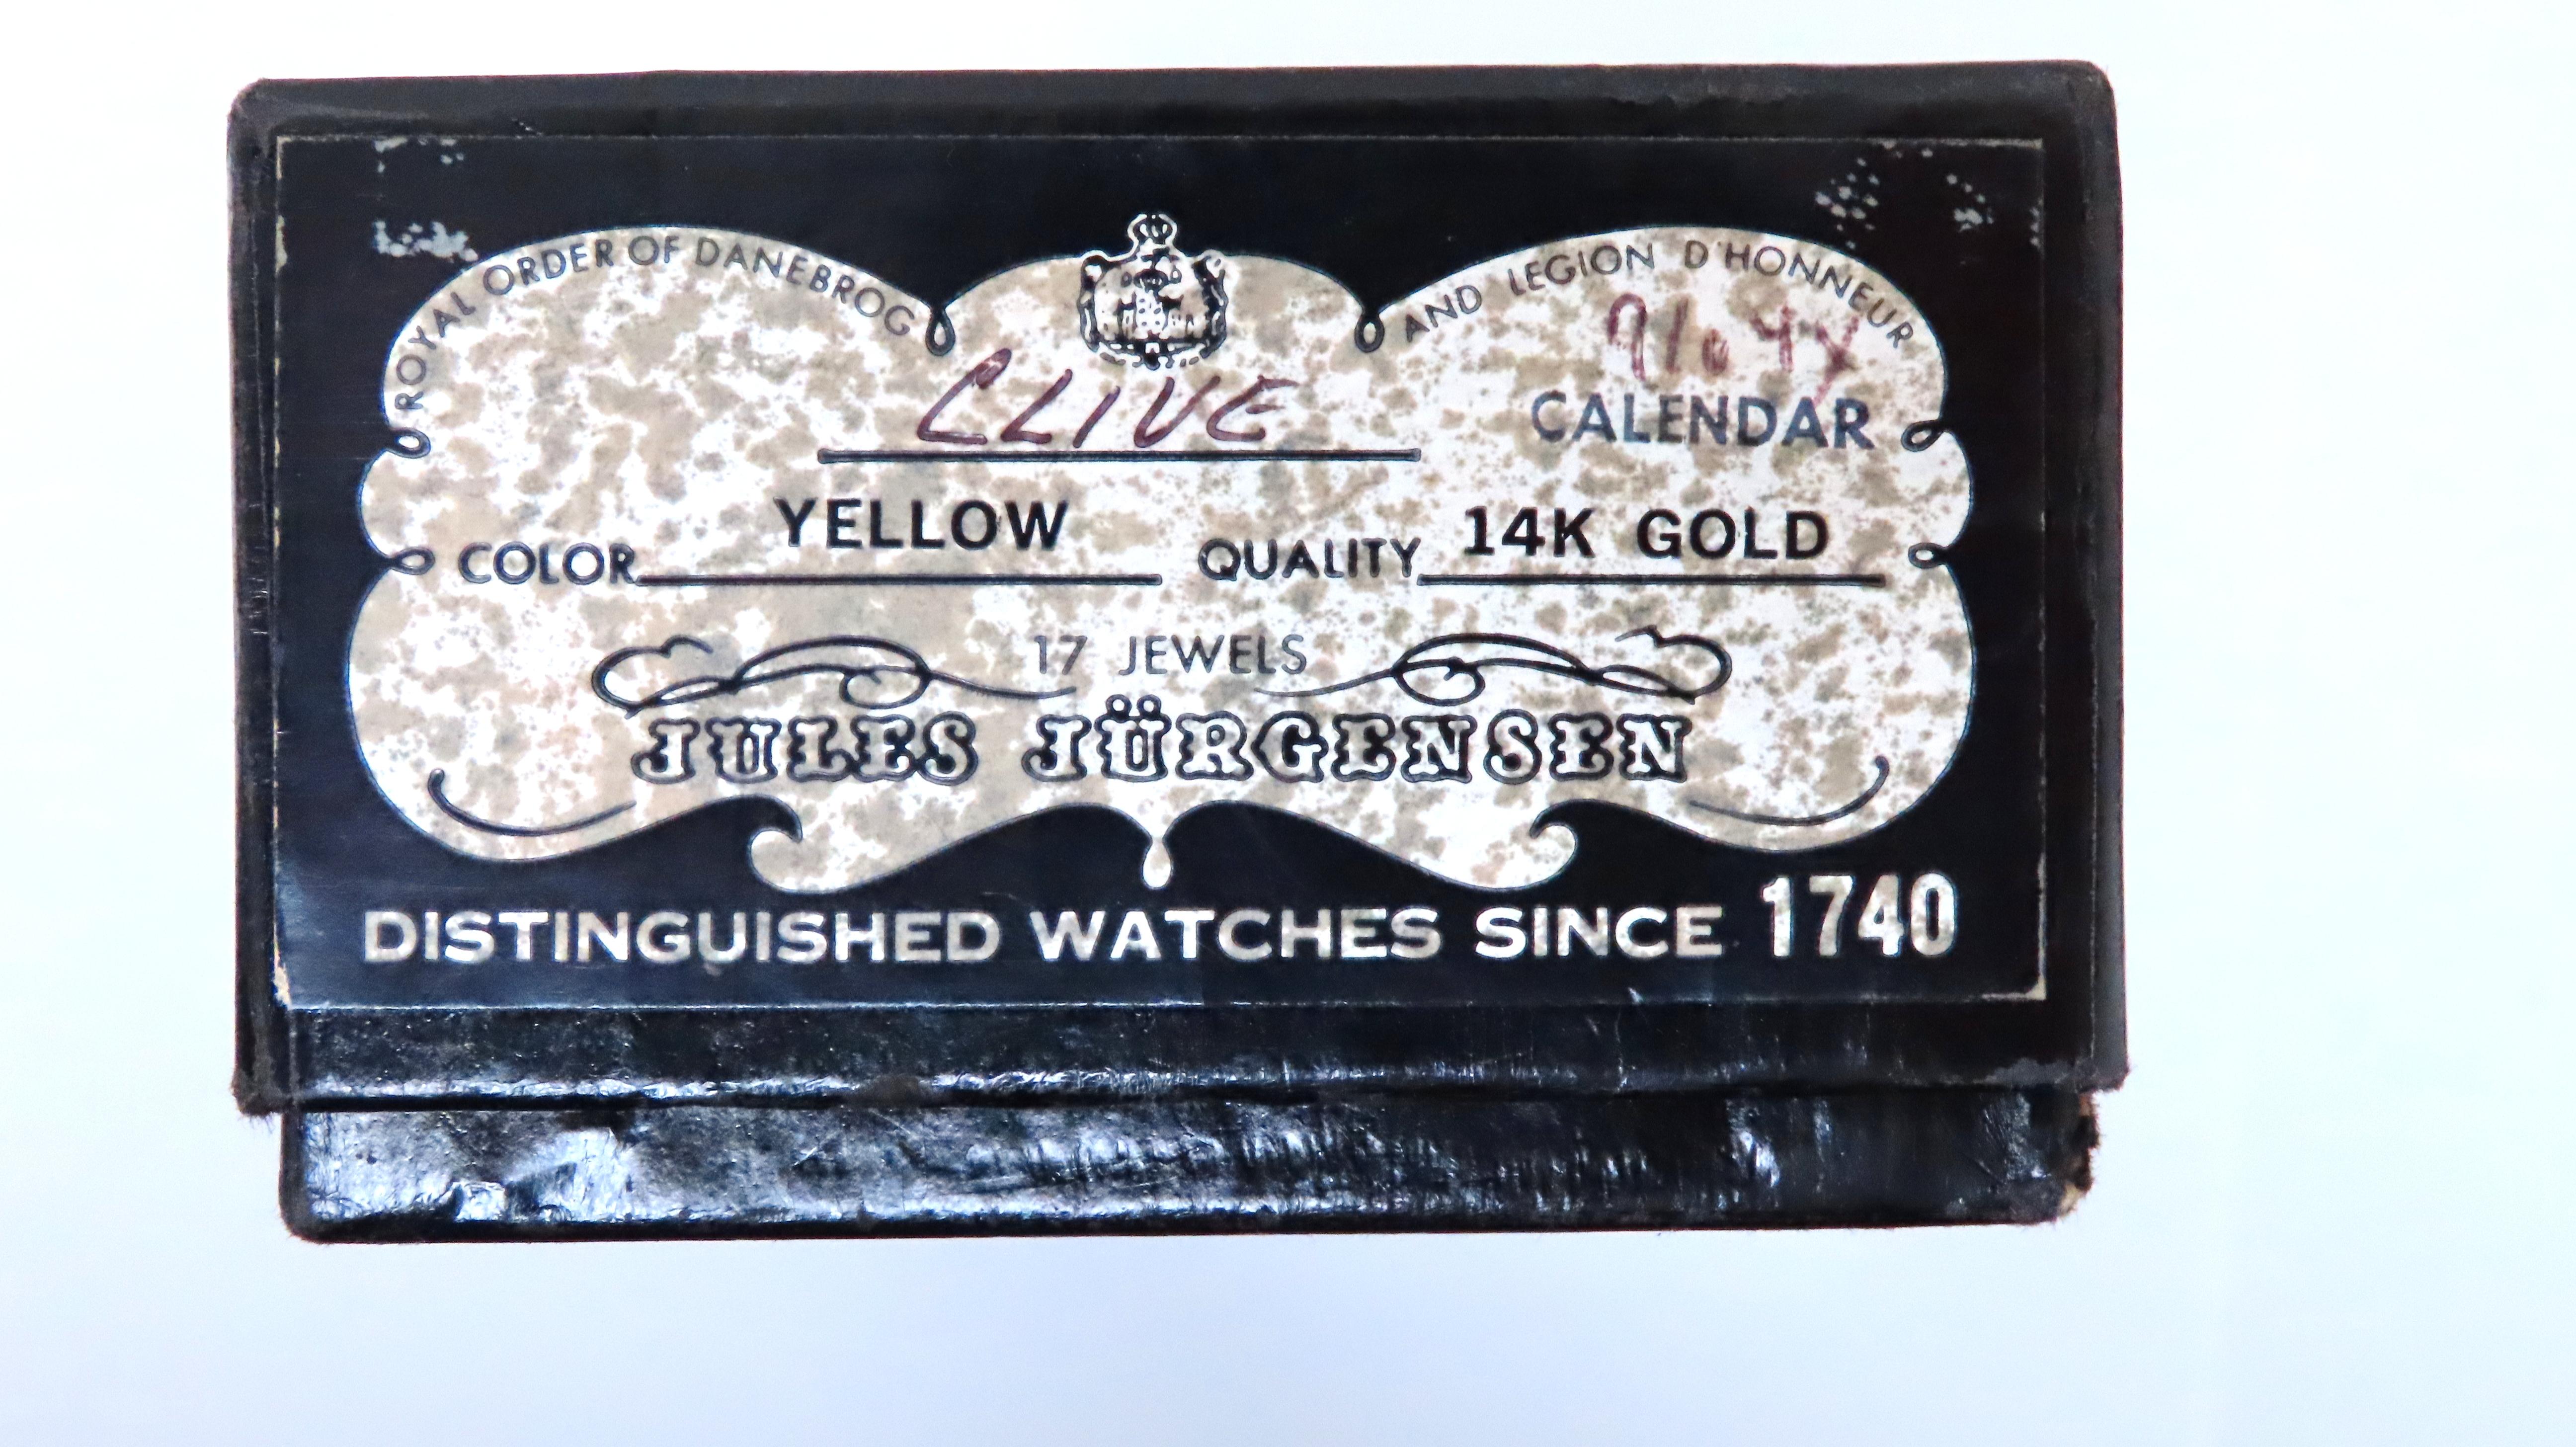 ROYAL ORDER OF DANEBROG
AND LEGION D'HONNEUR
CLIVE
CALENDAR
COLOR YELLOW QUALITY 14K GOLD
17 JEWELS
JULES JÜRGENSEN
DISTINGUISHED WATCHES SINCE 1740